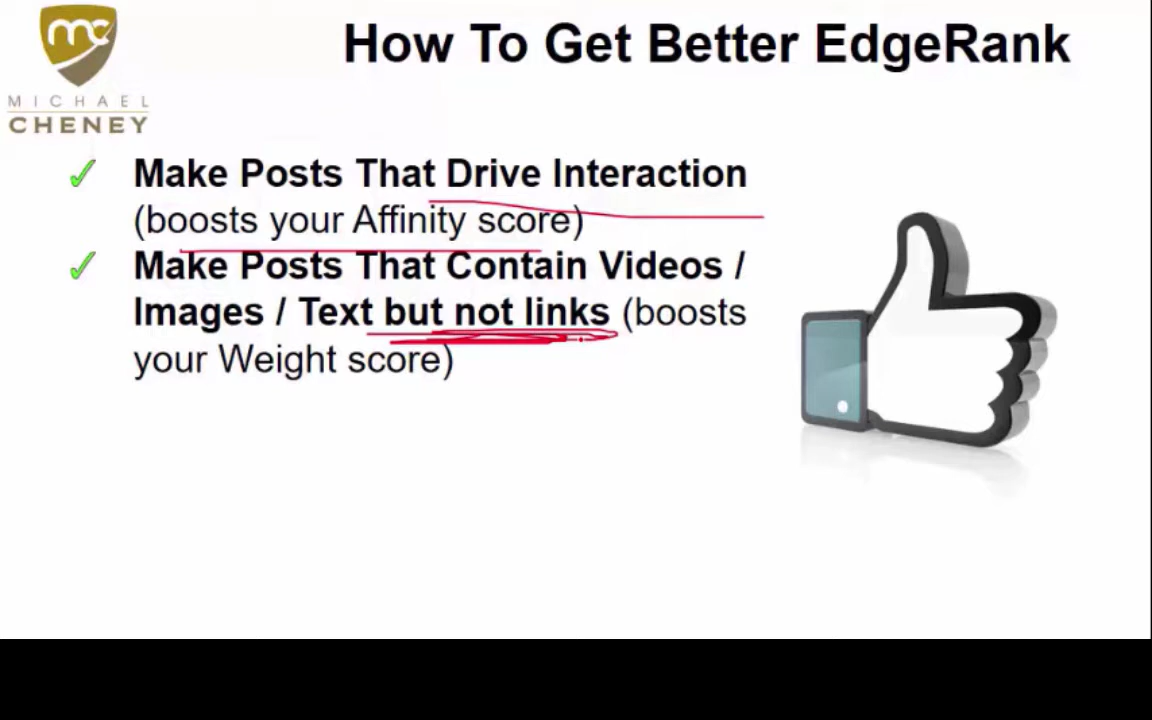 mc
MICHAEL
CHENEY
How To Get Better EdgeRank
Make Posts That Drive Interaction
(boosts your Affinity score)
Make Posts That Contain Videos /
Images / Text but not links (boosts
your Weight score)